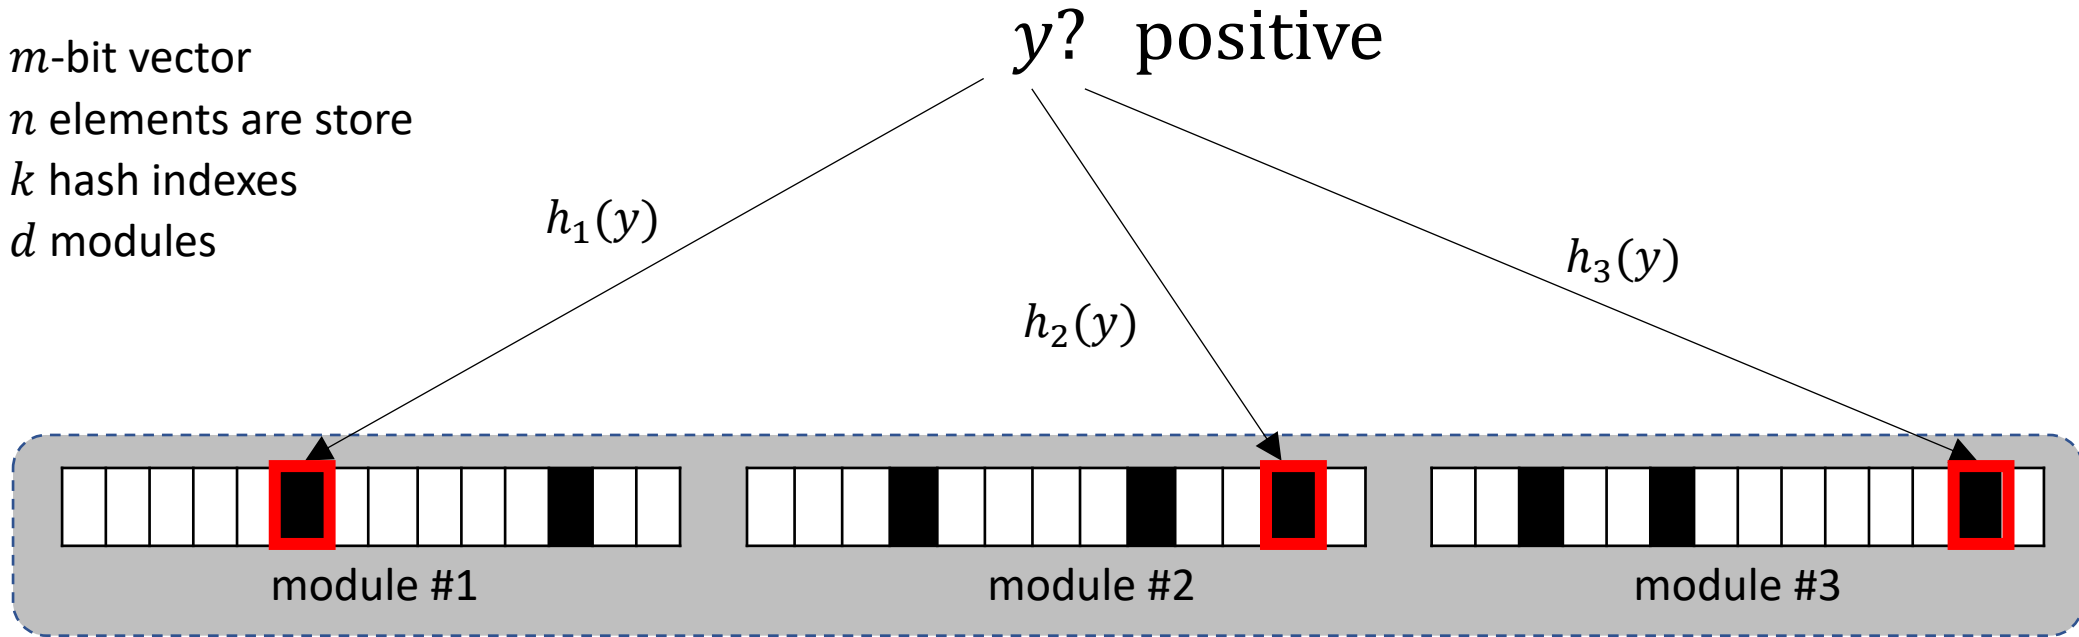 y? positive
m-bit vector
n elements are store
k hash indexes
d modules
h₁(y)
h₂(y)
h₃(y)
module #1
module #2
module #3